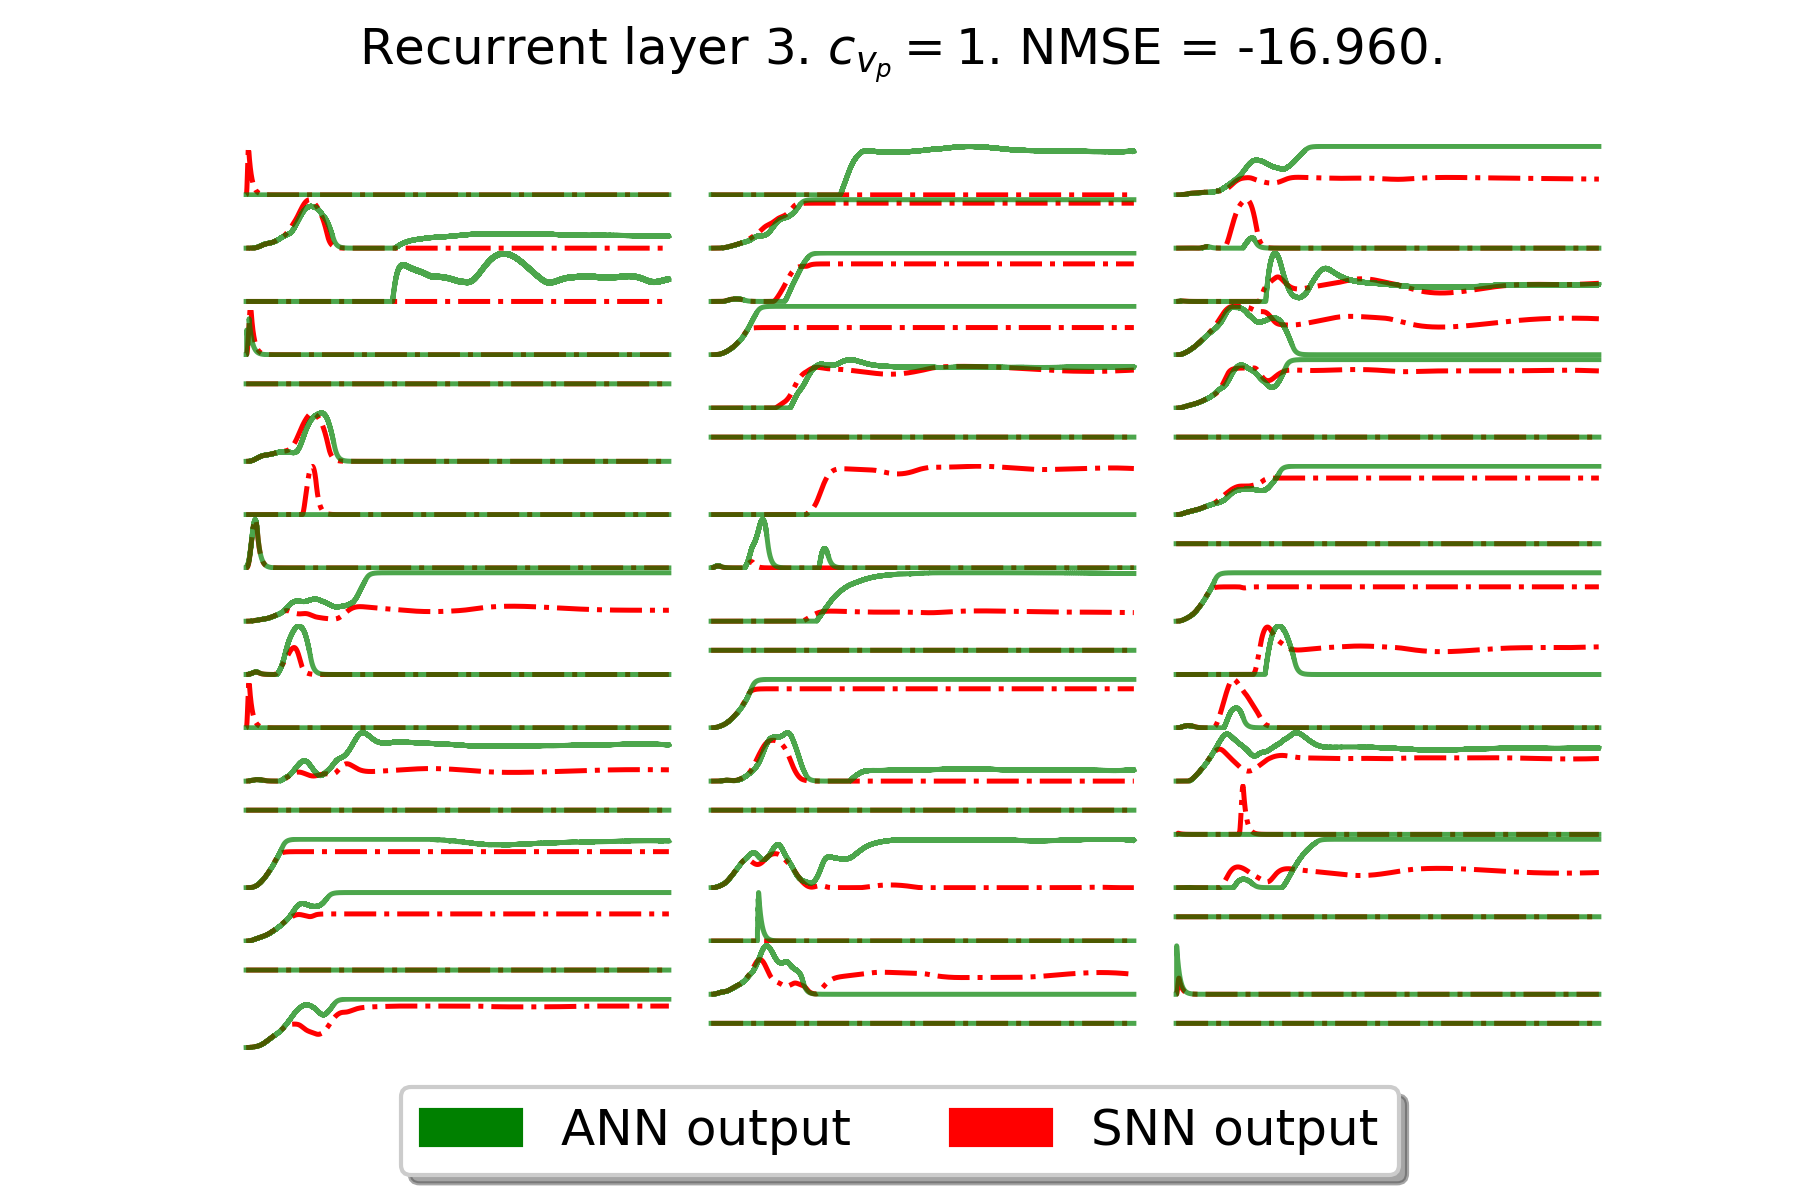 Recurrent layer 3. $c_{v_p} = 1$. NMSE = -16.960.
ANN output
SNN output